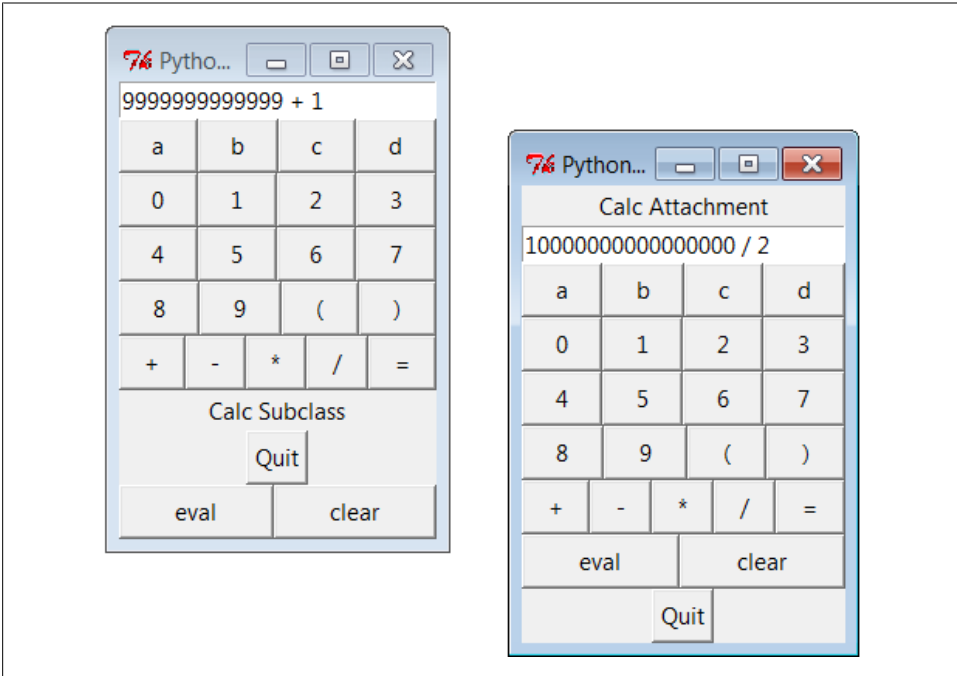 Pytho...
9999999999999 + 1
a b c d
0 1 2 3
4 5 6 7
8 9 ( )
+ - * / =
Calc Subclass
Quit
eval clear
Python...
Calc Attachment
10000000000000000 / 2
a b c d
0 1 2 3
4 5 6 7
8 9 ( )
+ - * / =
eval clear
Quit